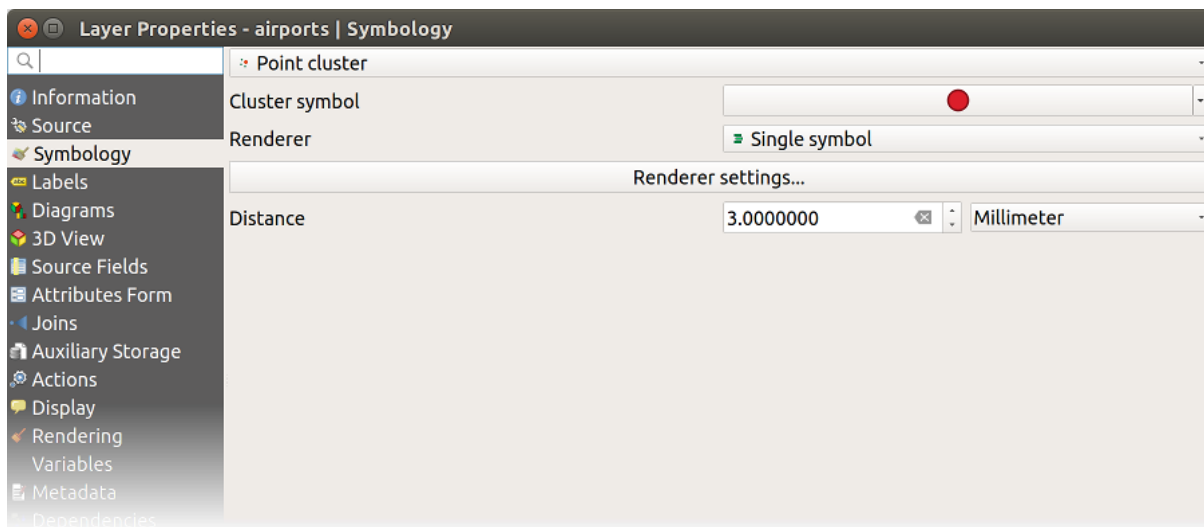 Layer Properties - airports | Symbology
Point cluster
Information
Cluster symbol
Source
Renderer
Single symbol
Symbology
Renderer settings...
Labels
Diagrams
Distance
3.0000000
Millimeter
3D View
Source Fields
Attributes Form
Joins
Auxiliary Storage
Actions
Display
Rendering
Variables
Metadata
Dependencies